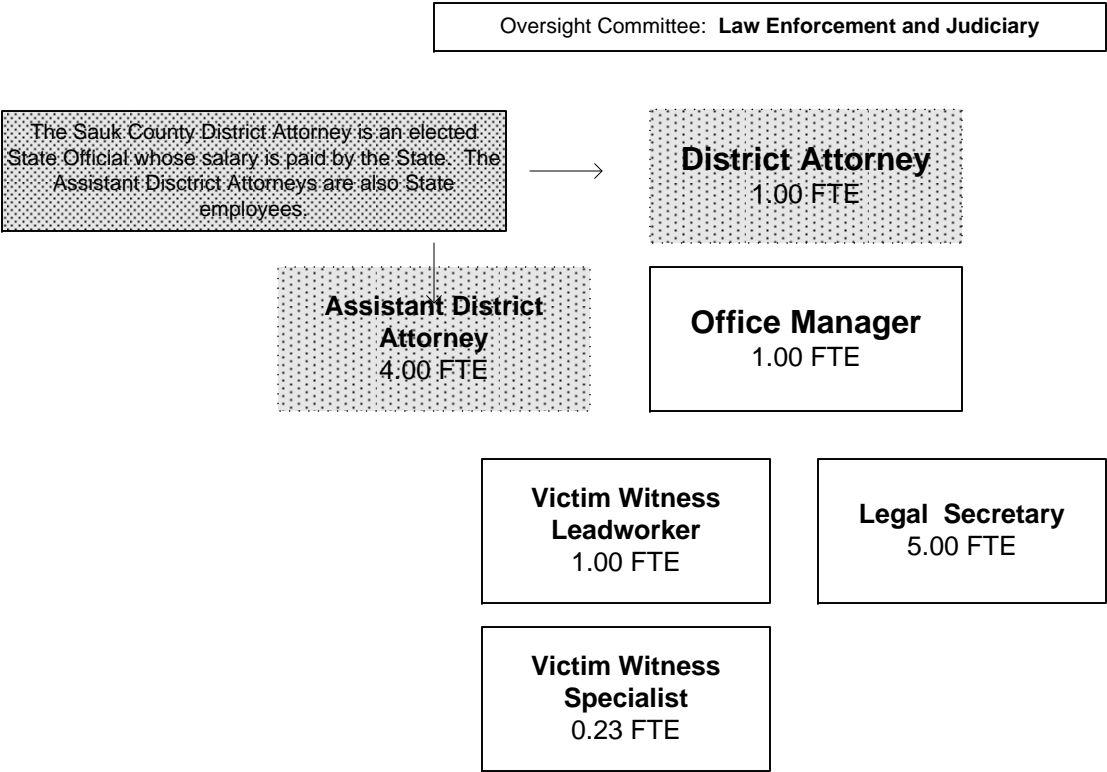 Oversight Committee:  Law Enforcement and Judiciary
The Sauk County District Attorney is an elected
State Official whose salary is paid by the State.  The
Assistant Disctrict Attorneys are also State
employees.
District Attorney
1.00 FTE
Assistant District
Attorney
4.00 FTE
Office Manager
1.00 FTE
Victim Witness
Leadworker
1.00 FTE
Legal  Secretary
5.00 FTE
Victim Witness
Specialist
0.23 FTE